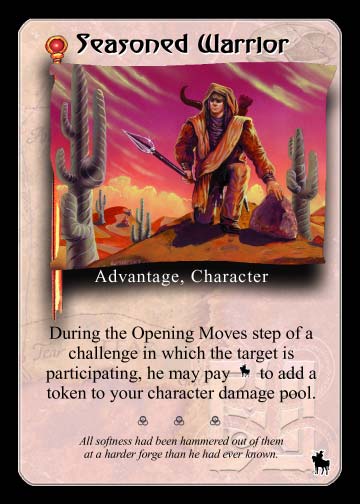 Seasoned Warrior
Advantage, Character
During the Opening Moves step of a
challenge in which the target is
participating, he may pay to add a
token to your character damage pool.
All softness had been hammered out of them
at a harder forge than he had ever known.